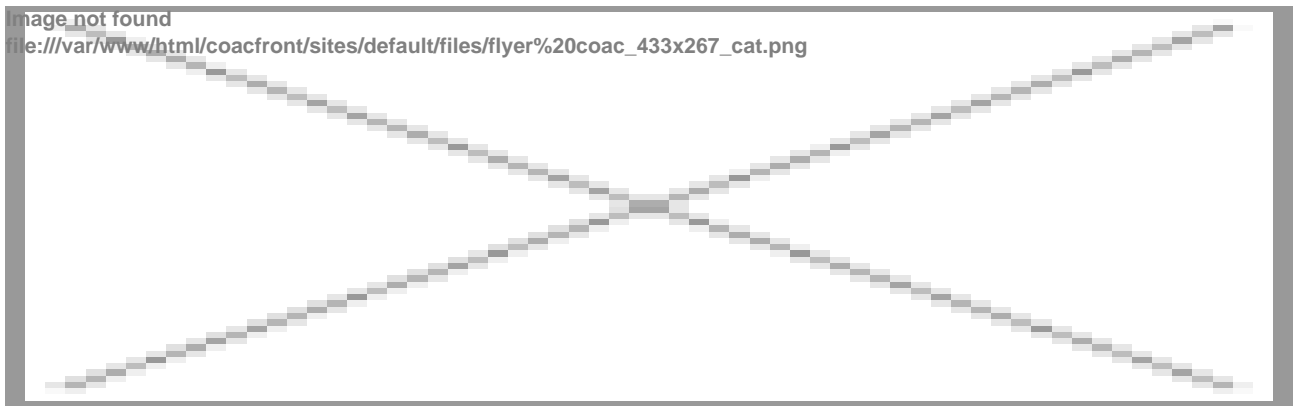 Image not found
file:///var/www/html/coacfront/sites/default/files/flyer%20coac_433x267_cat.png